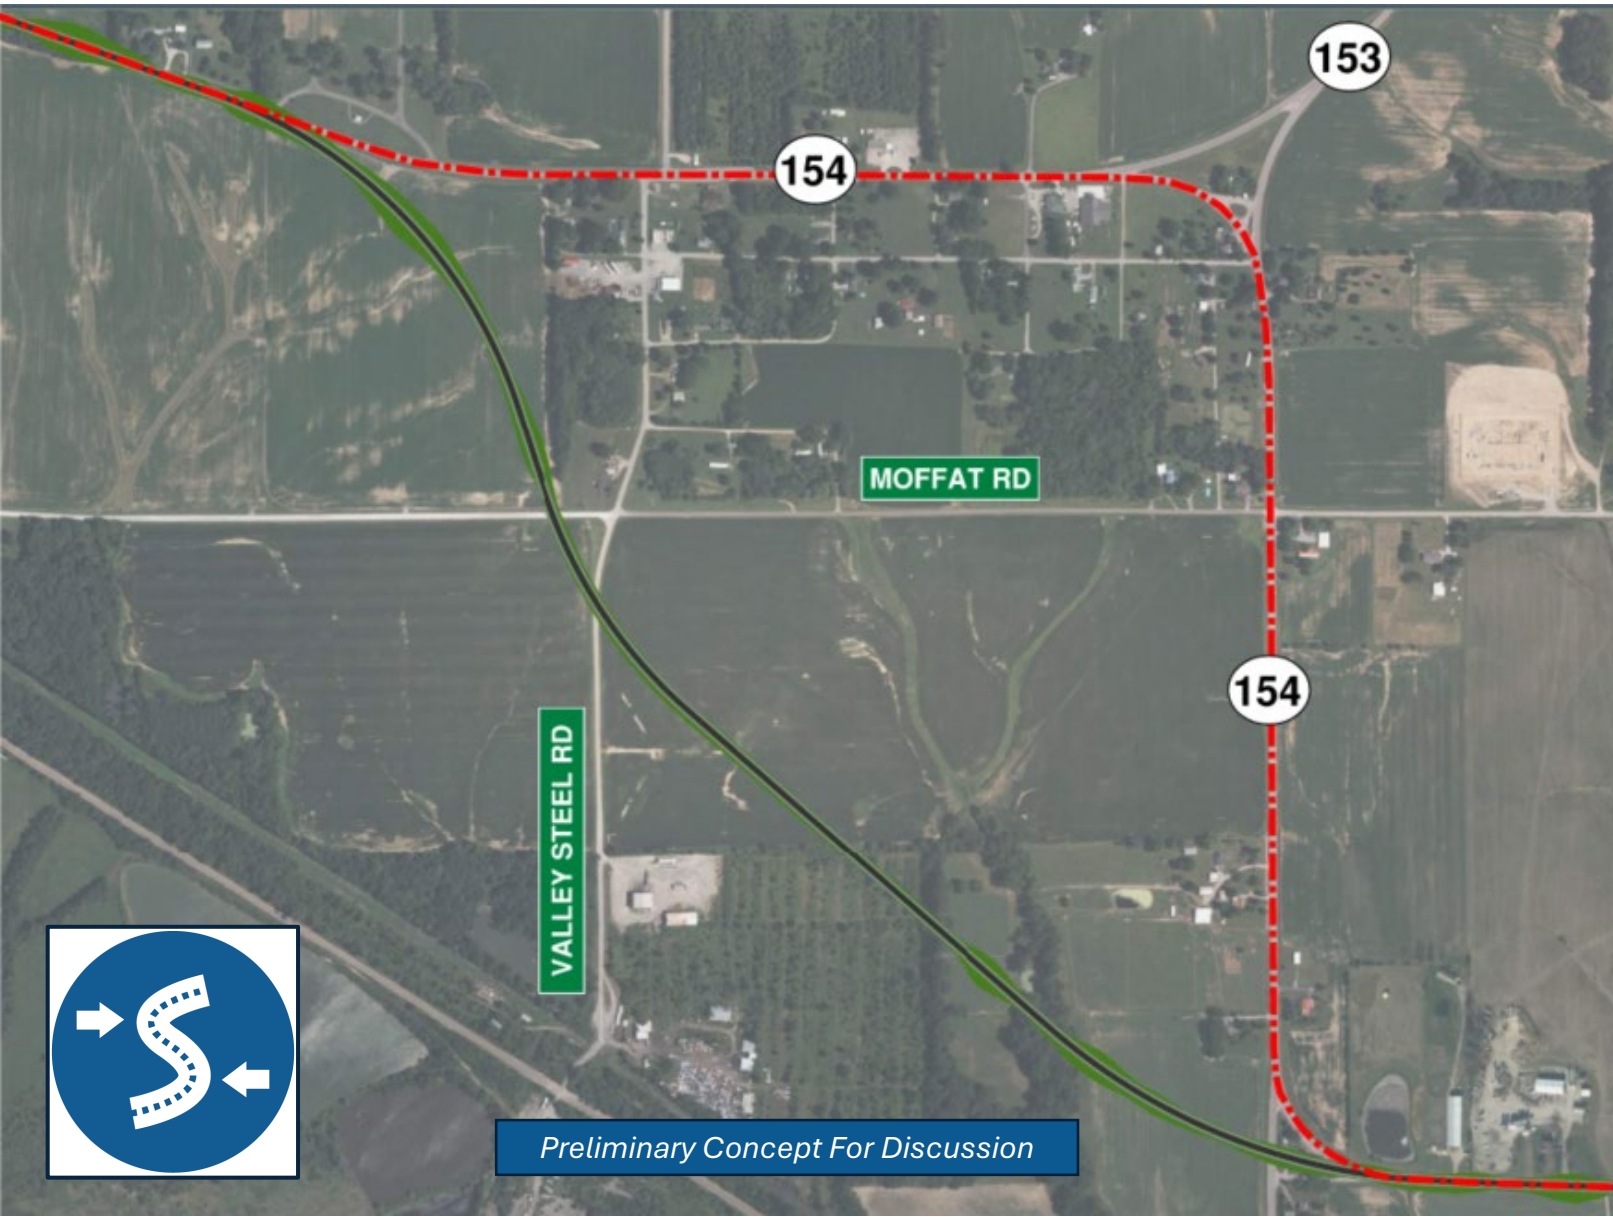 153
154
MOFFAT RD
154
VALLEY STEEL RD
Preliminary Concept For Discussion